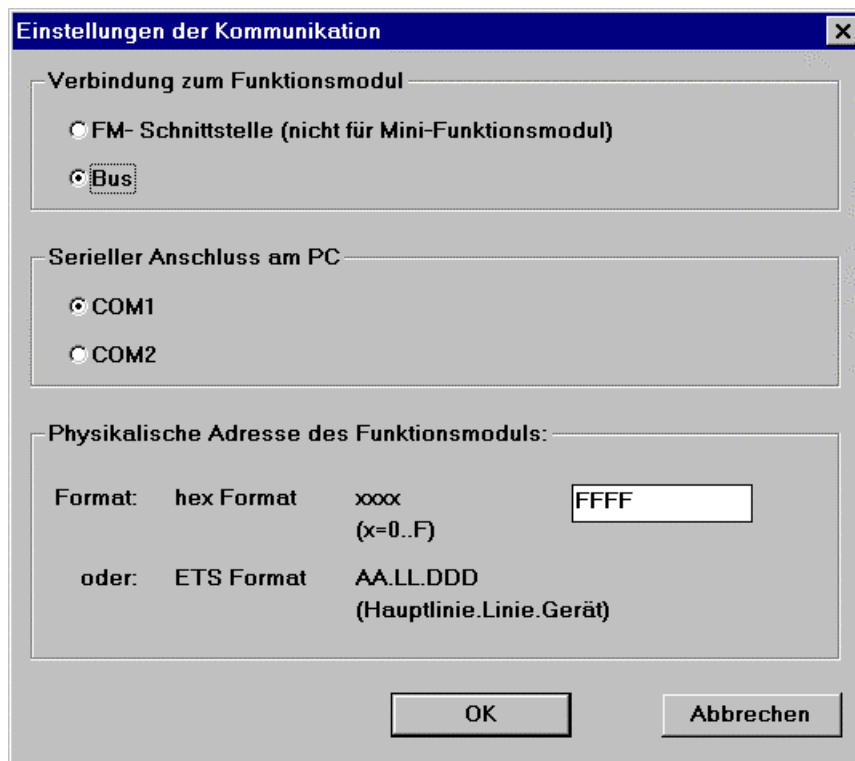 Einstellungen der Kommunikation
Verbindung zum Funktionsmodul
FM- Schnittstelle (nicht für Mini-Funktionsmodul)
Bus
Serieller Anschluss am PC
COM1
COM2
Physikalische Adresse des Funktionsmoduls:
Format: hex Format xxxx FFFF
(x=0..F)
oder: ETS Format AA.LL.DDD
(Hauptlinie.Linie.Gerät)
OK Abbrechen